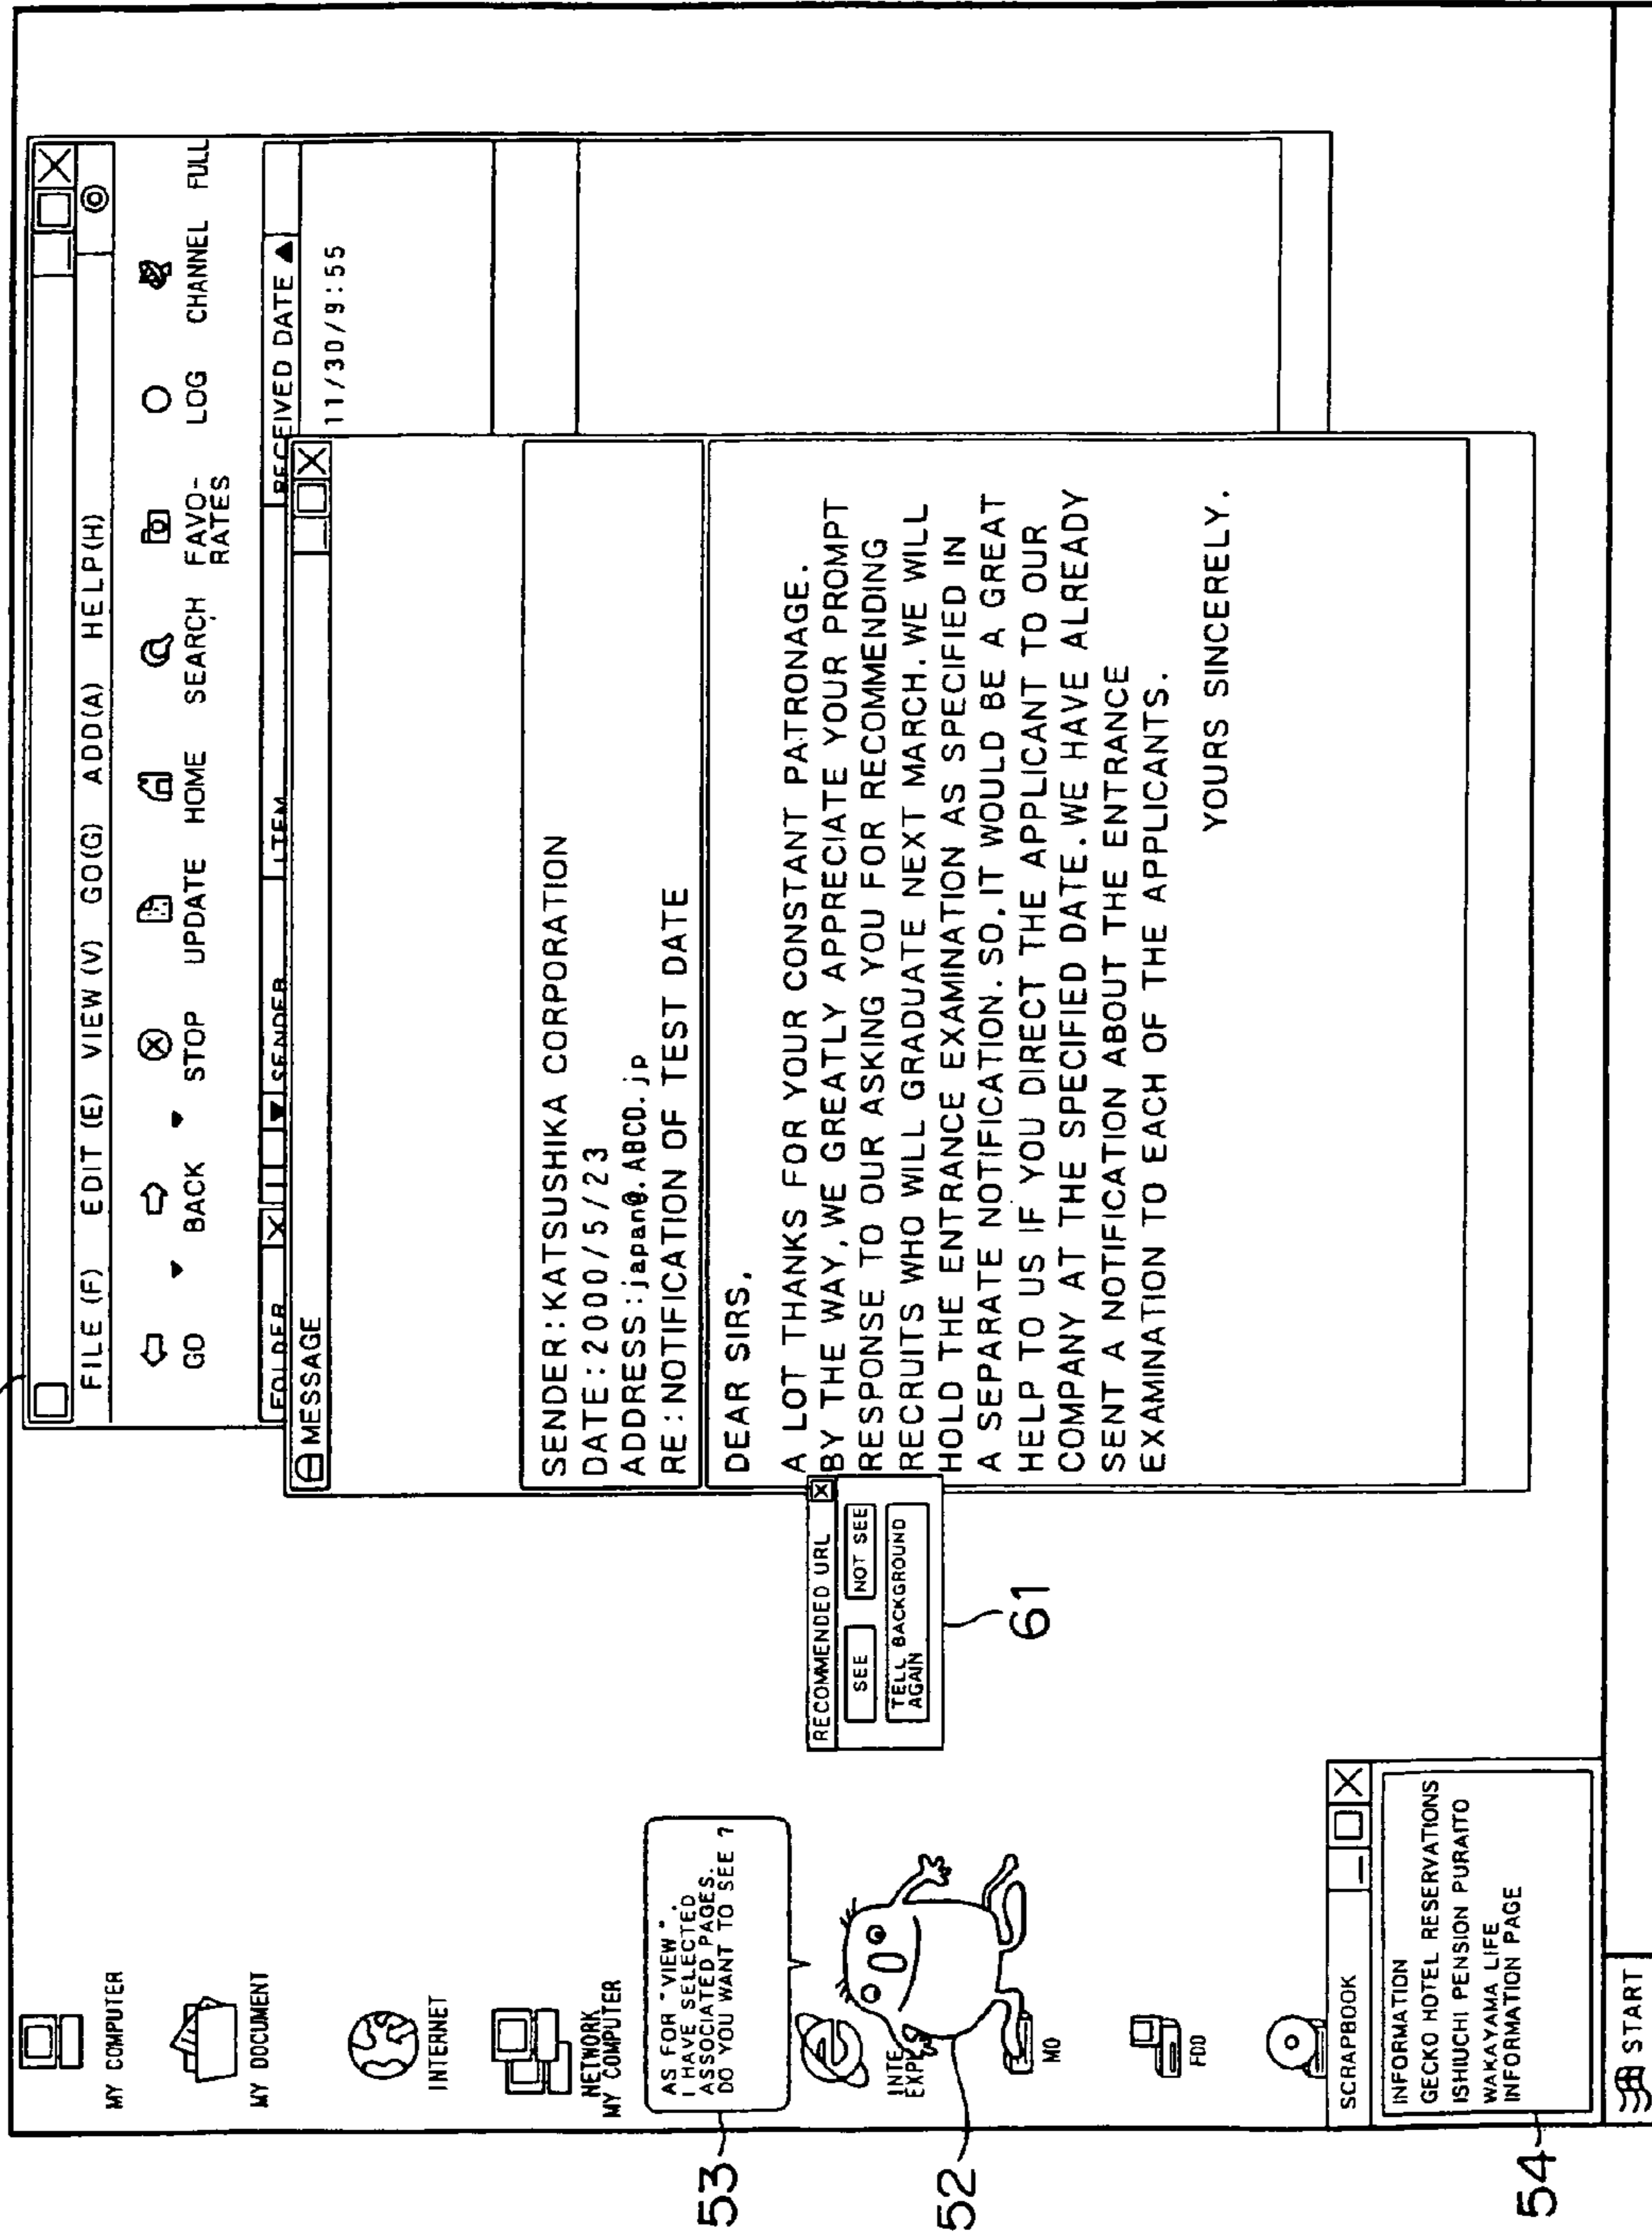 MY COMPUTER
MY DOCUMENT
INTERNET
NETWORK
MY COMPUTER
AS FOR "VIEW".
I HAVE SELECTED
ASSOCIATED PAGES.
DO YOU WANT TO SEE ?
53
INTE
EXP
52
MO
FDD
SCRAPBOOK
INFORMATION
GECKO HOTEL RESERVATIONS
ISHIUCHI PENSION PURAITO
WAKAYAMA LIFE
INFORMATION PAGE
54
START
FILE (F) EDIT (E) VIEW (V) GO(G) ADD(A) HELP(H)
GO BACK STOP UPDATE HOME SEARCH FAVO-
RATES LOG CHANNEL FULL
FOLDER SENDER ITEM RECEIVED DATE
11/30/9:55
MESSAGE
SENDER:KATSUSHIKA CORPORATION
DATE:2000/5/23
ADDRESS:japan@.ABCD.jp
RE:NOTIFICATION OF TEST DATE
DEAR SIRS,
A LOT THANKS FOR YOUR CONSTANT PATRONAGE.
BY THE WAY, WE GREATLY APPRECIATE YOUR PROMPT
RESPONSE TO OUR ASKING YOU FOR RECOMMENDING
RECRUITS WHO WILL GRADUATE NEXT MARCH. WE WILL
HOLD THE ENTRANCE EXAMINATION AS SPECIFIED IN
A SEPARATE NOTIFICATION. SO, IT WOULD BE A GREAT
HELP TO US IF YOU DIRECT THE APPLICANT TO OUR
COMPANY AT THE SPECIFIED DATE. WE HAVE ALREADY
SENT A NOTIFICATION ABOUT THE ENTRANCE
EXAMINATION TO EACH OF THE APPLICANTS.
YOURS SINCERELY.
RECOMMENDED URL
SEE NOT SEE
TELL BACKGROUND
AGAIN
61